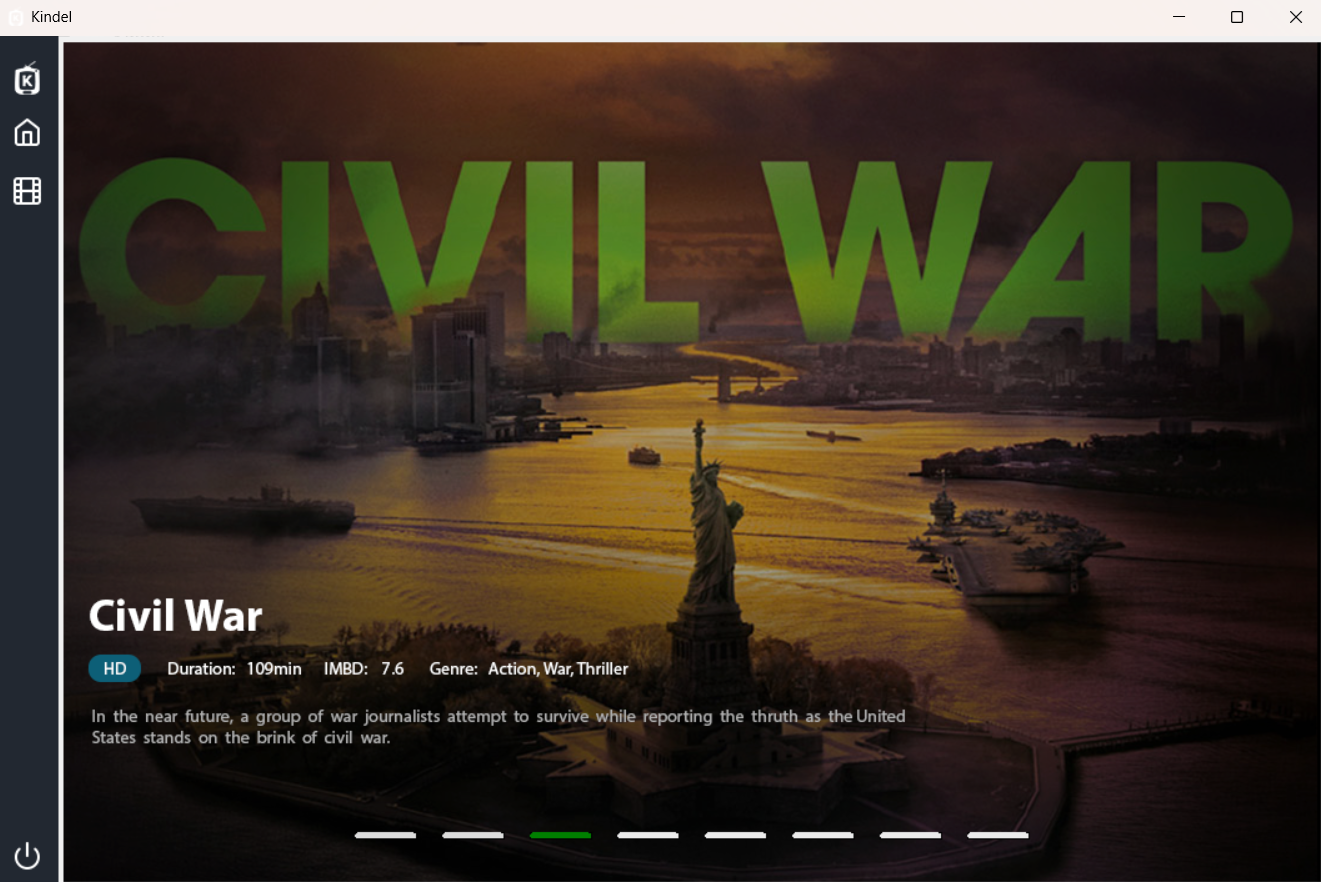 Kindel
K
CIVIL WAR
Civil War
HD Duration: 109min IMBD: 7.6 Genre: Action, War, Thriller
In the near future, a group of war journalists attempt to survive while reporting the thruth as the United
States stands on the brink of civil war.